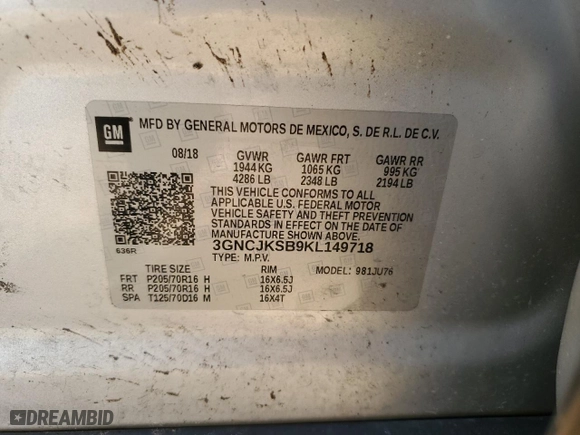 GM
MFD BY GENERAL MOTORS DE MEXICO, S. DE R.L. DE C.V.
08/18 GVWR GAWR FRT GAWR RR
1944 KG 1065 KG 995 KG
4286 LB 2348 LB 2194 LB
THIS VEHICLE CONFORMS TO ALL
APPLICABLE U.S. FEDERAL MOTOR
VEHICLE SAFETY AND THEFT PREVENTION
STANDARDS IN EFFECT ON THE DATE OF
MANUFACTURE SHOWN ABOVE.
636R 3GNCJKSB9KL149718
TYPE: M.P.V.
TIRE SIZE RIM MODEL: 981JU76
FRT P205/70R16 H 16X6.5J
RR P205/70R16 H 16X6.5J
SPA T125/70D16 M 16X4T
DREAMBID